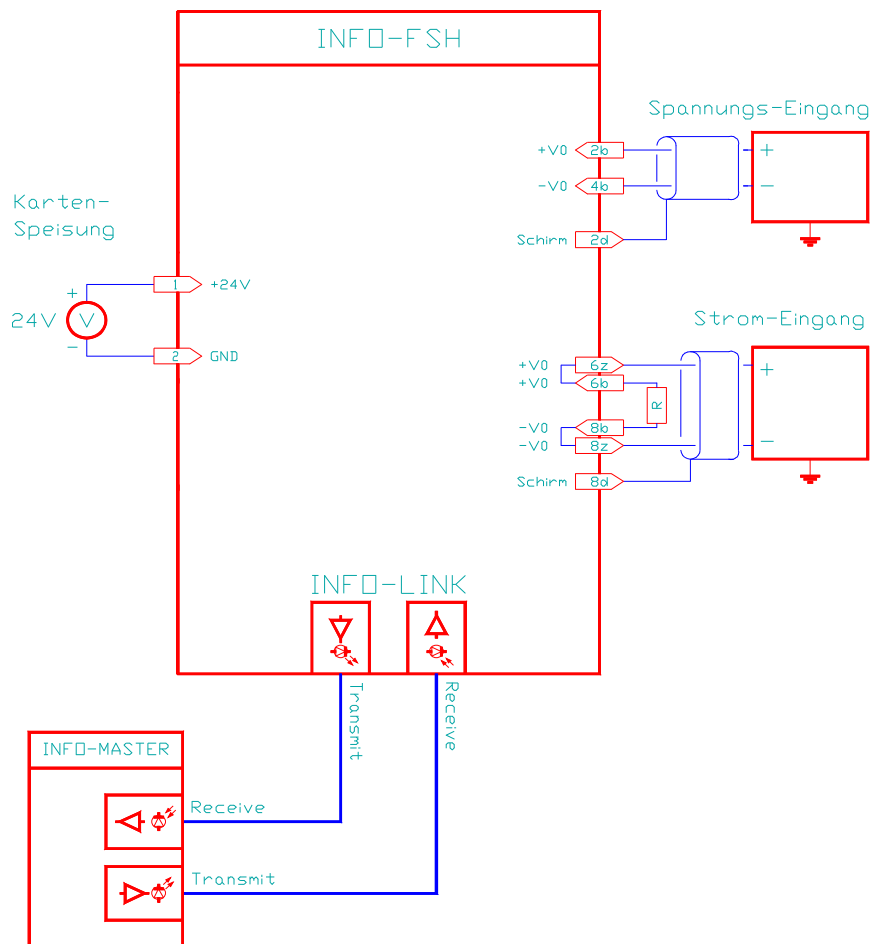 INFO-FSH
Spannungs-Eingang
+V0 2b +
-V0 4b −
Schirm 2d
Karten-
Speisung
1 +24V
+
24V V
−
2 GND
Strom-Eingang
+V0 6z +
+V0 6b
R
-V0 8b
-V0 8z −
Schirm 8d
INFO-LINK
Transmit
Receive
INFO-MASTER
Receive
Transmit